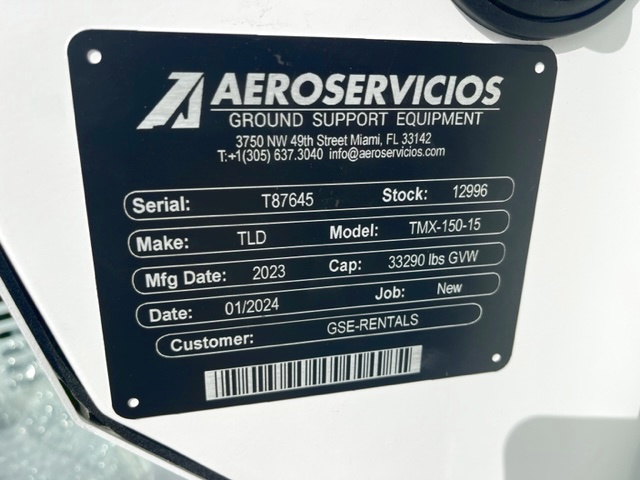 AEROSERVICIOS
GROUND SUPPORT EQUIPMENT
3750 NW 49th Street Miami, FL 33142
T:+1(305) 637.3040 info@aeroservicios.com
Serial: T87645 Stock: 12996
Make: TLD Model: TMX-150-15
Mfg Date: 2023 Cap: 33290 lbs GVW
Date: 01/2024 Job: New
Customer: GSE-RENTALS